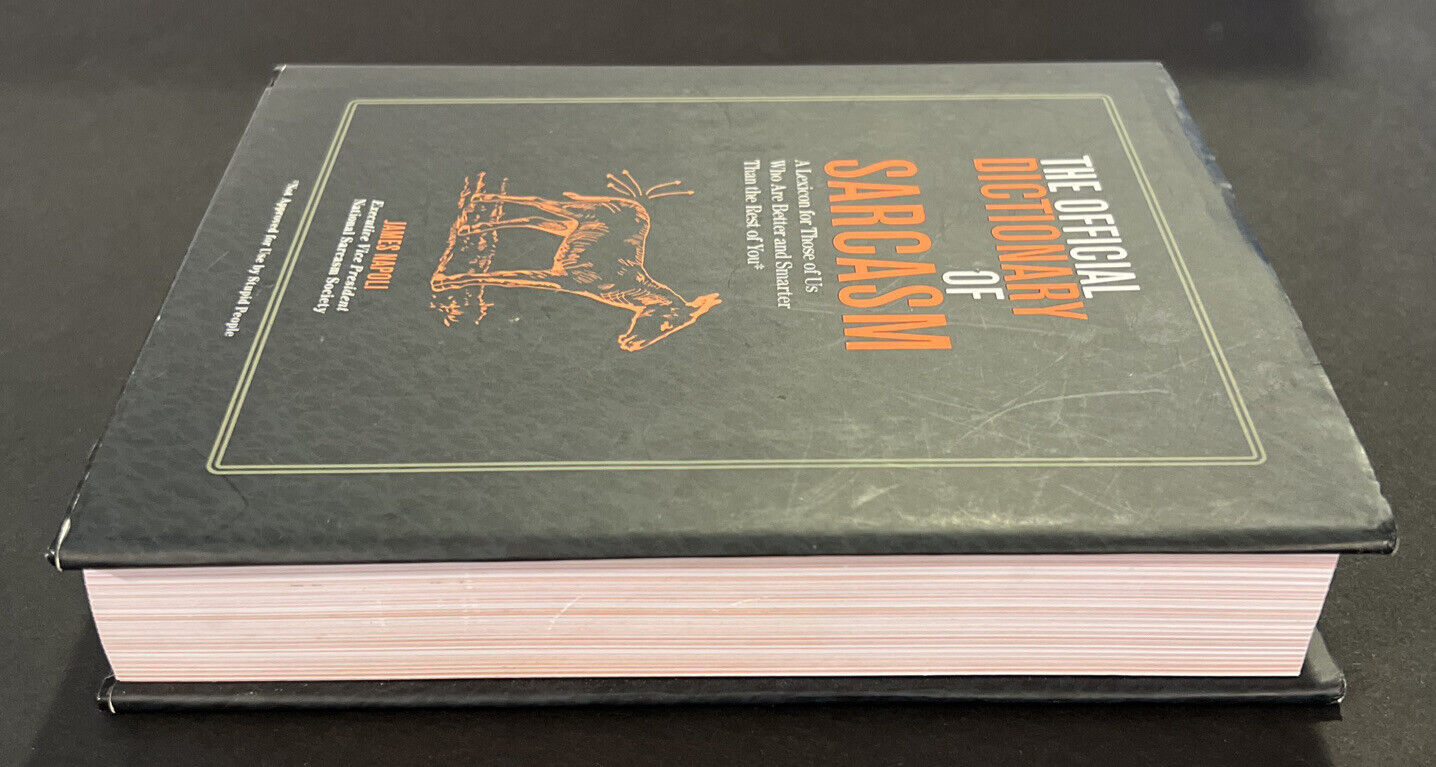 THE OFFICIAL
DICTIONARY
OF
SARCASM
A Lexicon for Those of Us
Who Are Better and Smarter
Than the Rest of You*
JAMES NAPOLI
Executive Vice President
National Sarcasm Society
*Not Approved for Use by Stupid People